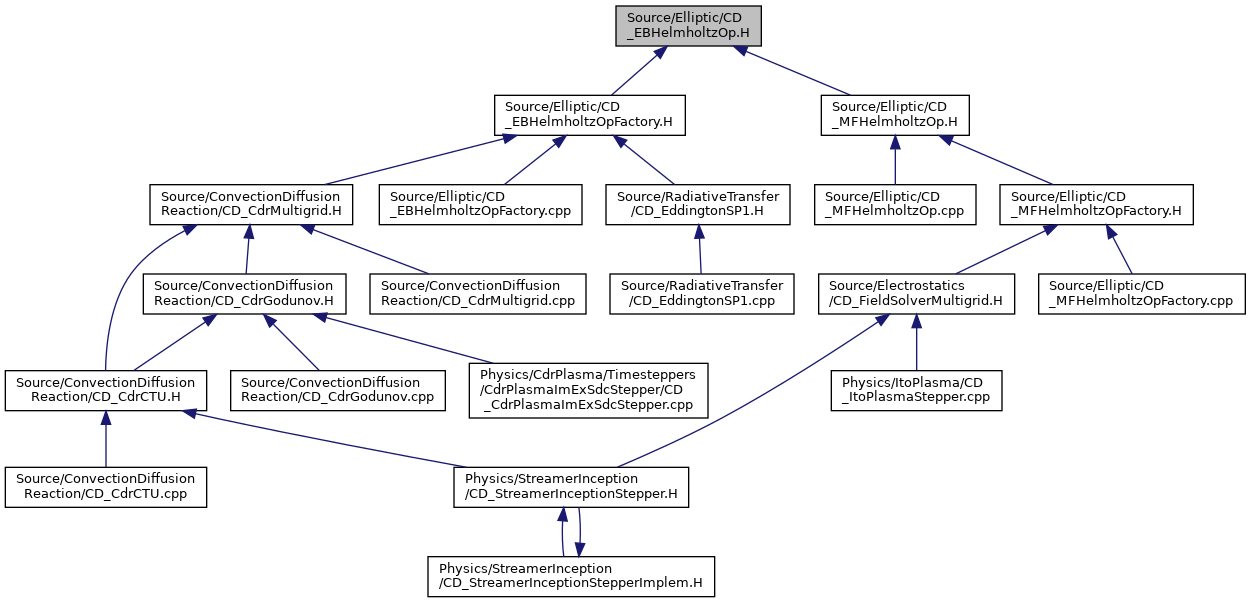 Source/Elliptic/CD
_EBHelmholtzOp.H
Source/Elliptic/CD
_EBHelmholtzOpFactory.H
Source/Elliptic/CD
_MFHelmholtzOp.H
Source/ConvectionDiffusion
Reaction/CD_CdrMultigrid.H
Source/Elliptic/CD
_EBHelmholtzOpFactory.cpp
Source/RadiativeTransfer
/CD_EddingtonSP1.H
Source/Elliptic/CD
_MFHelmholtzOp.cpp
Source/Elliptic/CD
_MFHelmholtzOpFactory.H
Source/ConvectionDiffusion
Reaction/CD_CdrGodunov.H
Source/ConvectionDiffusion
Reaction/CD_CdrMultigrid.cpp
Source/RadiativeTransfer
/CD_EddingtonSP1.cpp
Source/Electrostatics
/CD_FieldSolverMultigrid.H
Source/Elliptic/CD
_MFHelmholtzOpFactory.cpp
Source/ConvectionDiffusion
Reaction/CD_CdrCTU.H
Source/ConvectionDiffusion
Reaction/CD_CdrGodunov.cpp
Physics/CdrPlasma/Timesteppers
/CdrPlasmaImExSdcStepper/CD
_CdrPlasmaImExSdcStepper.cpp
Physics/ItoPlasma/CD
_ItoPlasmaStepper.cpp
Source/ConvectionDiffusion
Reaction/CD_CdrCTU.cpp
Physics/StreamerInception
/CD_StreamerInceptionStepper.H
Physics/StreamerInception
/CD_StreamerInceptionStepperImplem.H